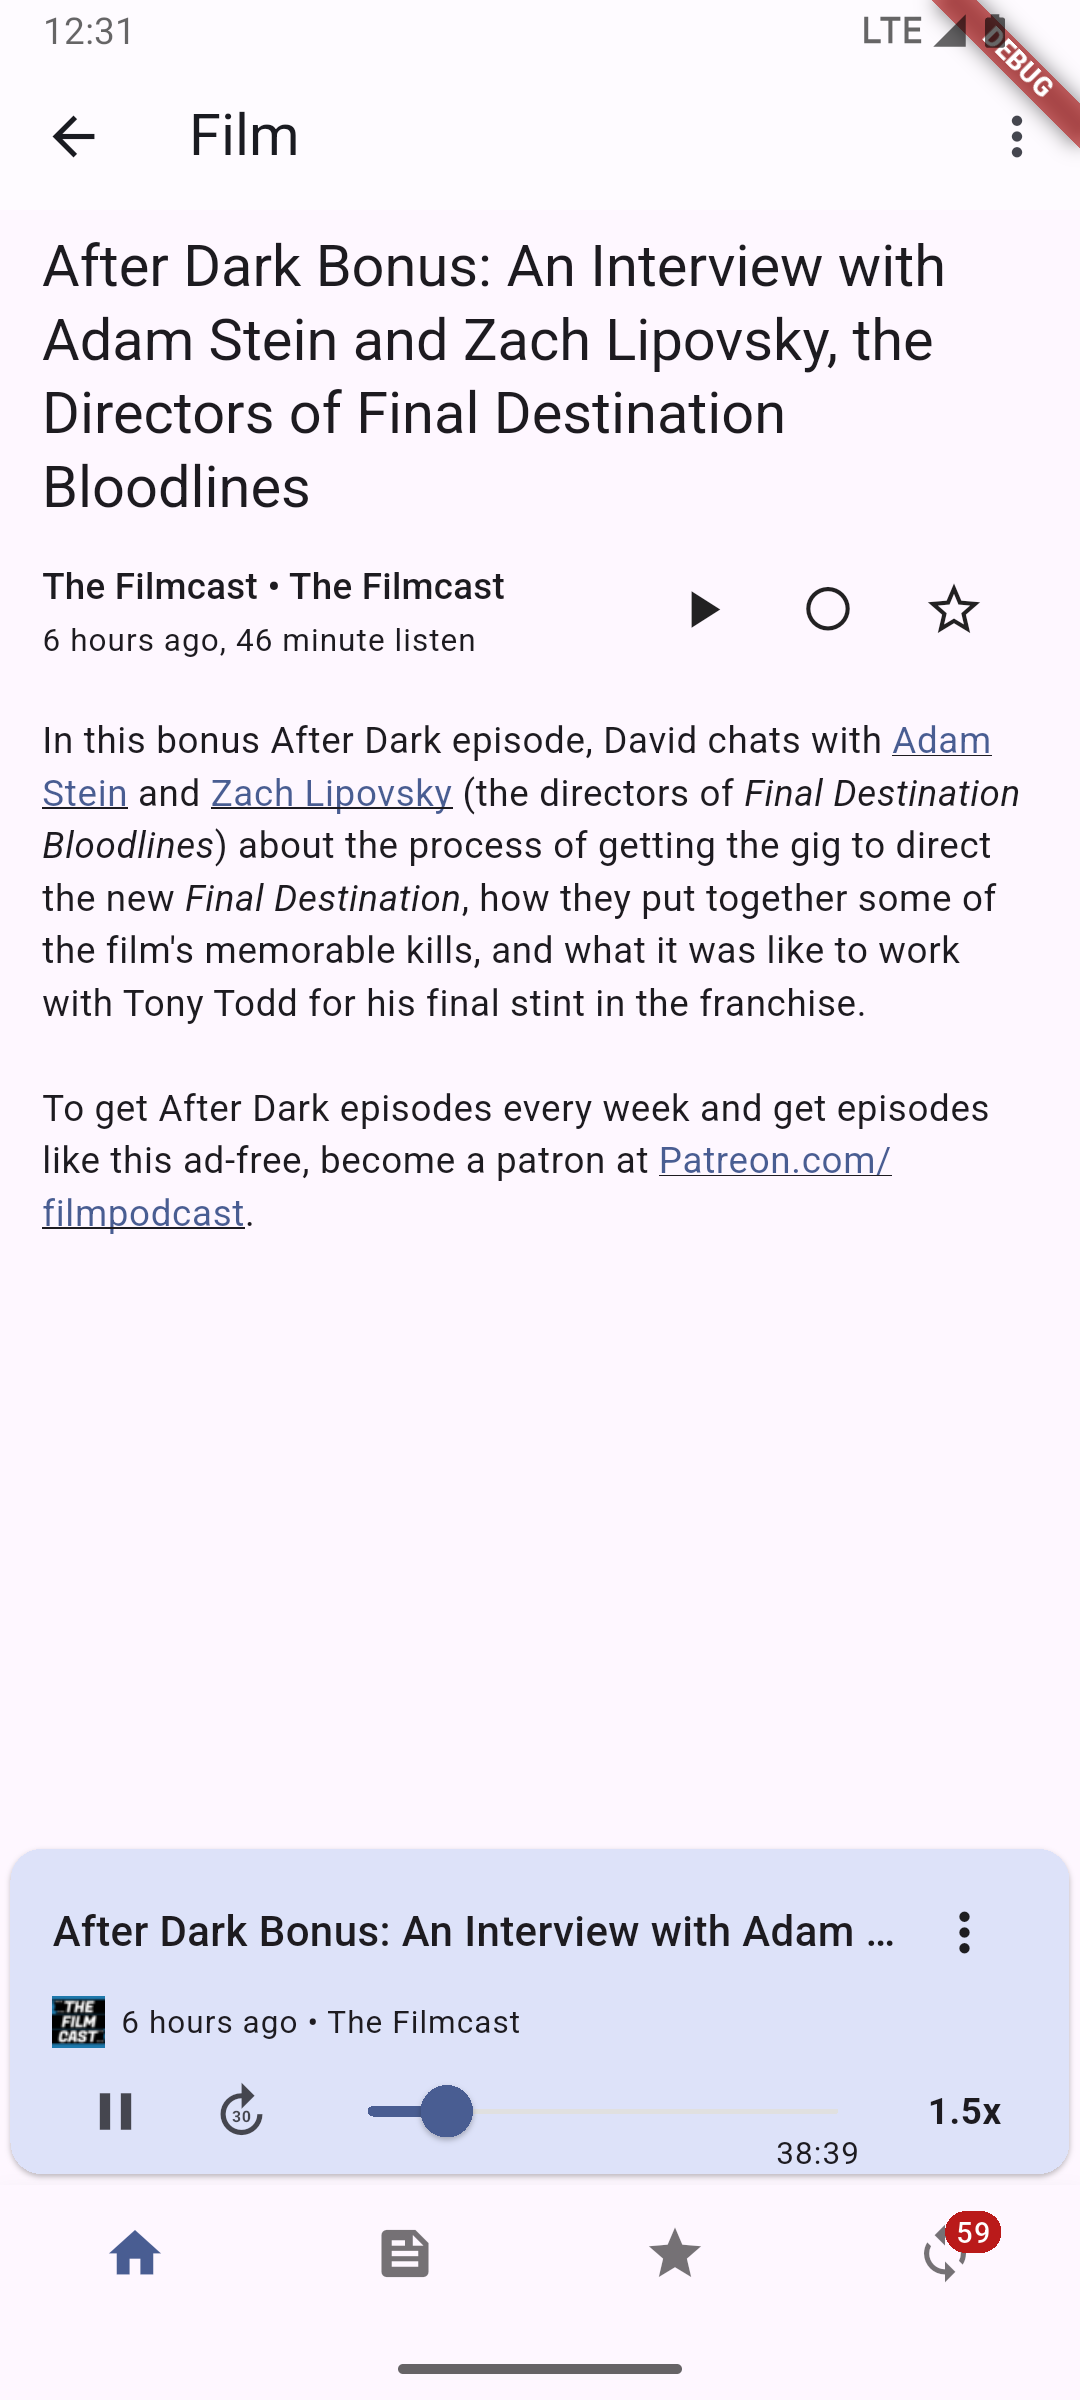 12:31
LTE
DEBUG
Film
After Dark Bonus: An Interview with
Adam Stein and Zach Lipovsky, the
Directors of Final Destination
Bloodlines
The Filmcast • The Filmcast
6 hours ago, 46 minute listen
In this bonus After Dark episode, David chats with Adam
Stein and Zach Lipovsky (the directors of Final Destination
Bloodlines) about the process of getting the gig to direct
the new Final Destination, how they put together some of
the film's memorable kills, and what it was like to work
with Tony Todd for his final stint in the franchise.
To get After Dark episodes every week and get episodes
like this ad-free, become a patron at Patreon.com/
filmpodcast.
After Dark Bonus: An Interview with Adam ...
THE
FILM
CAST
6 hours ago • The Filmcast
30
1.5x
38:39
59